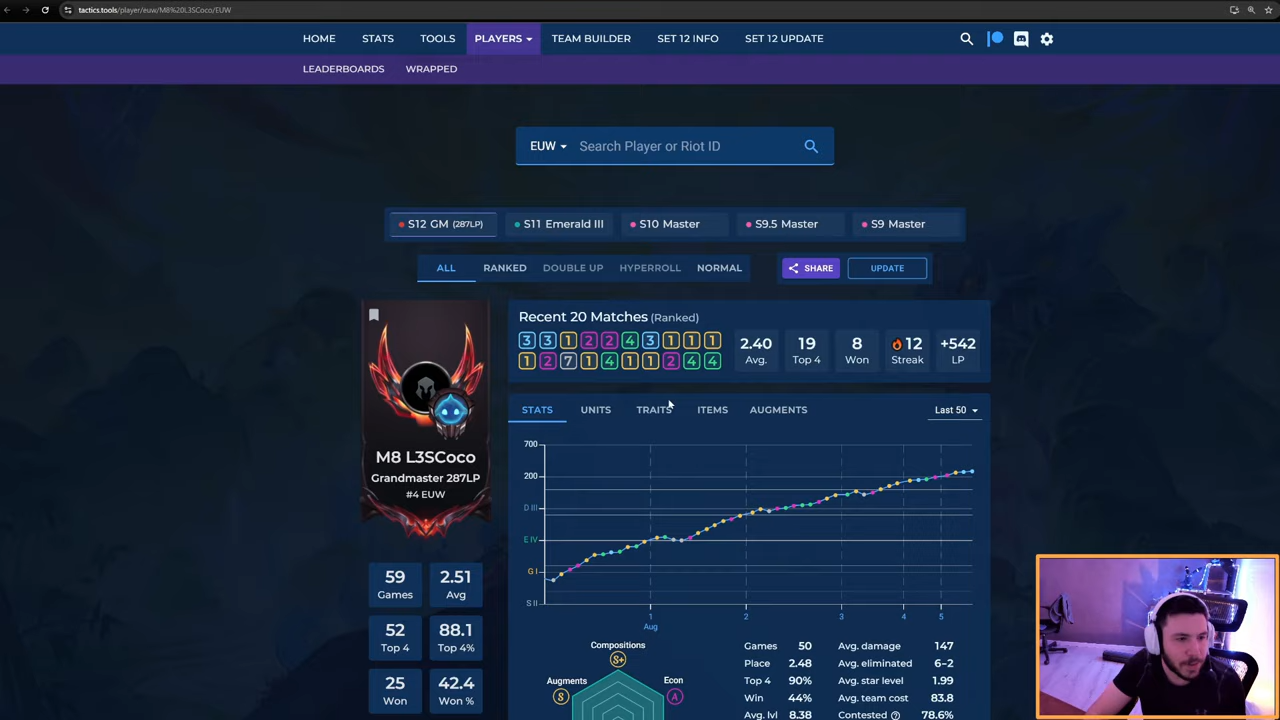 tactics.tools/player/euw/M8%20L3SCoco/EUW
HOME STATS TOOLS PLAYERS TEAM BUILDER SET 12 INFO SET 12 UPDATE
LEADERBOARDS WRAPPED
EUW Search Player or Riot ID
S12 GM (287LP) S11 Emerald III S10 Master S9.5 Master S9 Master
ALL RANKED DOUBLE UP HYPERROLL NORMAL SHARE UPDATE
Recent 20 Matches (Ranked)
3 3 1 2 2 4 3 1 1 1
1 2 7 1 4 1 1 2 4 4
2.40 19 8 12 +542
Avg. Top 4 Won Streak LP
M8 L3SCoco
Grandmaster 287LP
#4 EUW
59 2.51
Games Avg
52 88.1
Top 4 Top 4%
25 42.4
Won Won %
STATS UNITS TRAITS ITEMS AUGMENTS Last 50
700
200
D III
E IV
G I
S II
1 2 3 4 5
Aug
Compositions
S+
Augments Econ
S A
Games 50 Avg. damage 147
Place 2.48 Avg. eliminated 6-2
Top 4 90% Avg. star level 1.99
Win 44% Avg. team cost 83.8
Avg. lvl 8.38 Contested 78.6%